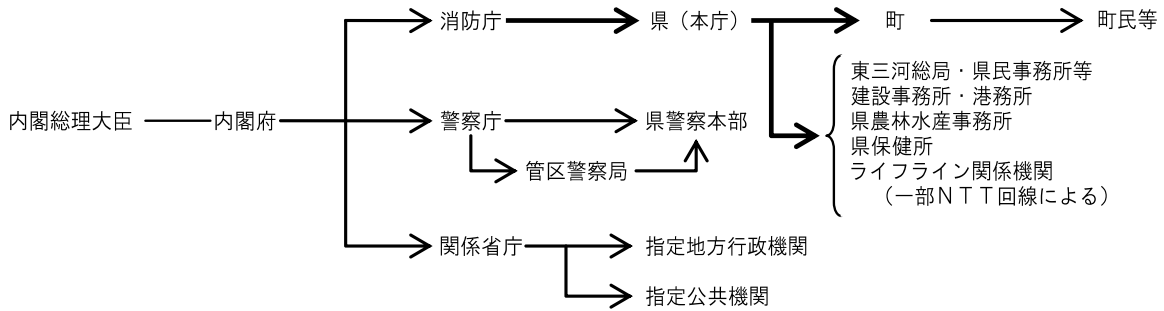 消防庁 県（本庁） 町 町民等
東三河総局・県民事務所等
建設事務所・港務所
内閣総理大臣 内閣府 警察庁 県警察本部 県農林水産事務所
県保健所
管区警察局 ライフライン関係機関
（一部ＮＴＴ回線による）
関係省庁 指定地方行政機関
指定公共機関